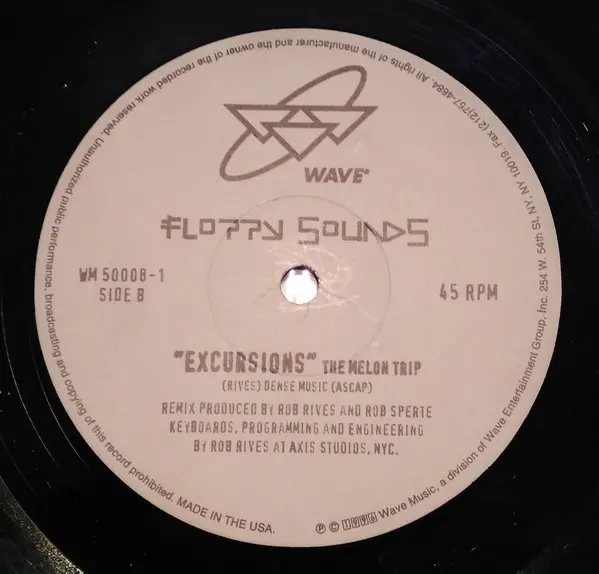 WAVE
FLOPPY SOUNDS
WM 50008-1
SIDE B
45 RPM
"EXCURSIONS" THE MELON TRIP
(RIVES) DENSE MUSIC (ASCAP)
REMIX PRODUCED BY ROB RIVES AND ROB SPERTE
KEYBOARDS, PROGRAMMING AND ENGINEERING
BY ROB RIVES AT AXIS STUDIOS, NYC.
℗ © 1996 Wave Music, a division of Wave Entertainment Group, Inc. 254 W. 54th St., NY, NY 10019. Fax (212)757-4684. All rights of the manufacturer and the owner of the recorded work reserved. Unauthorized public performance, broadcasting and copying of this record prohibited. MADE IN THE USA.